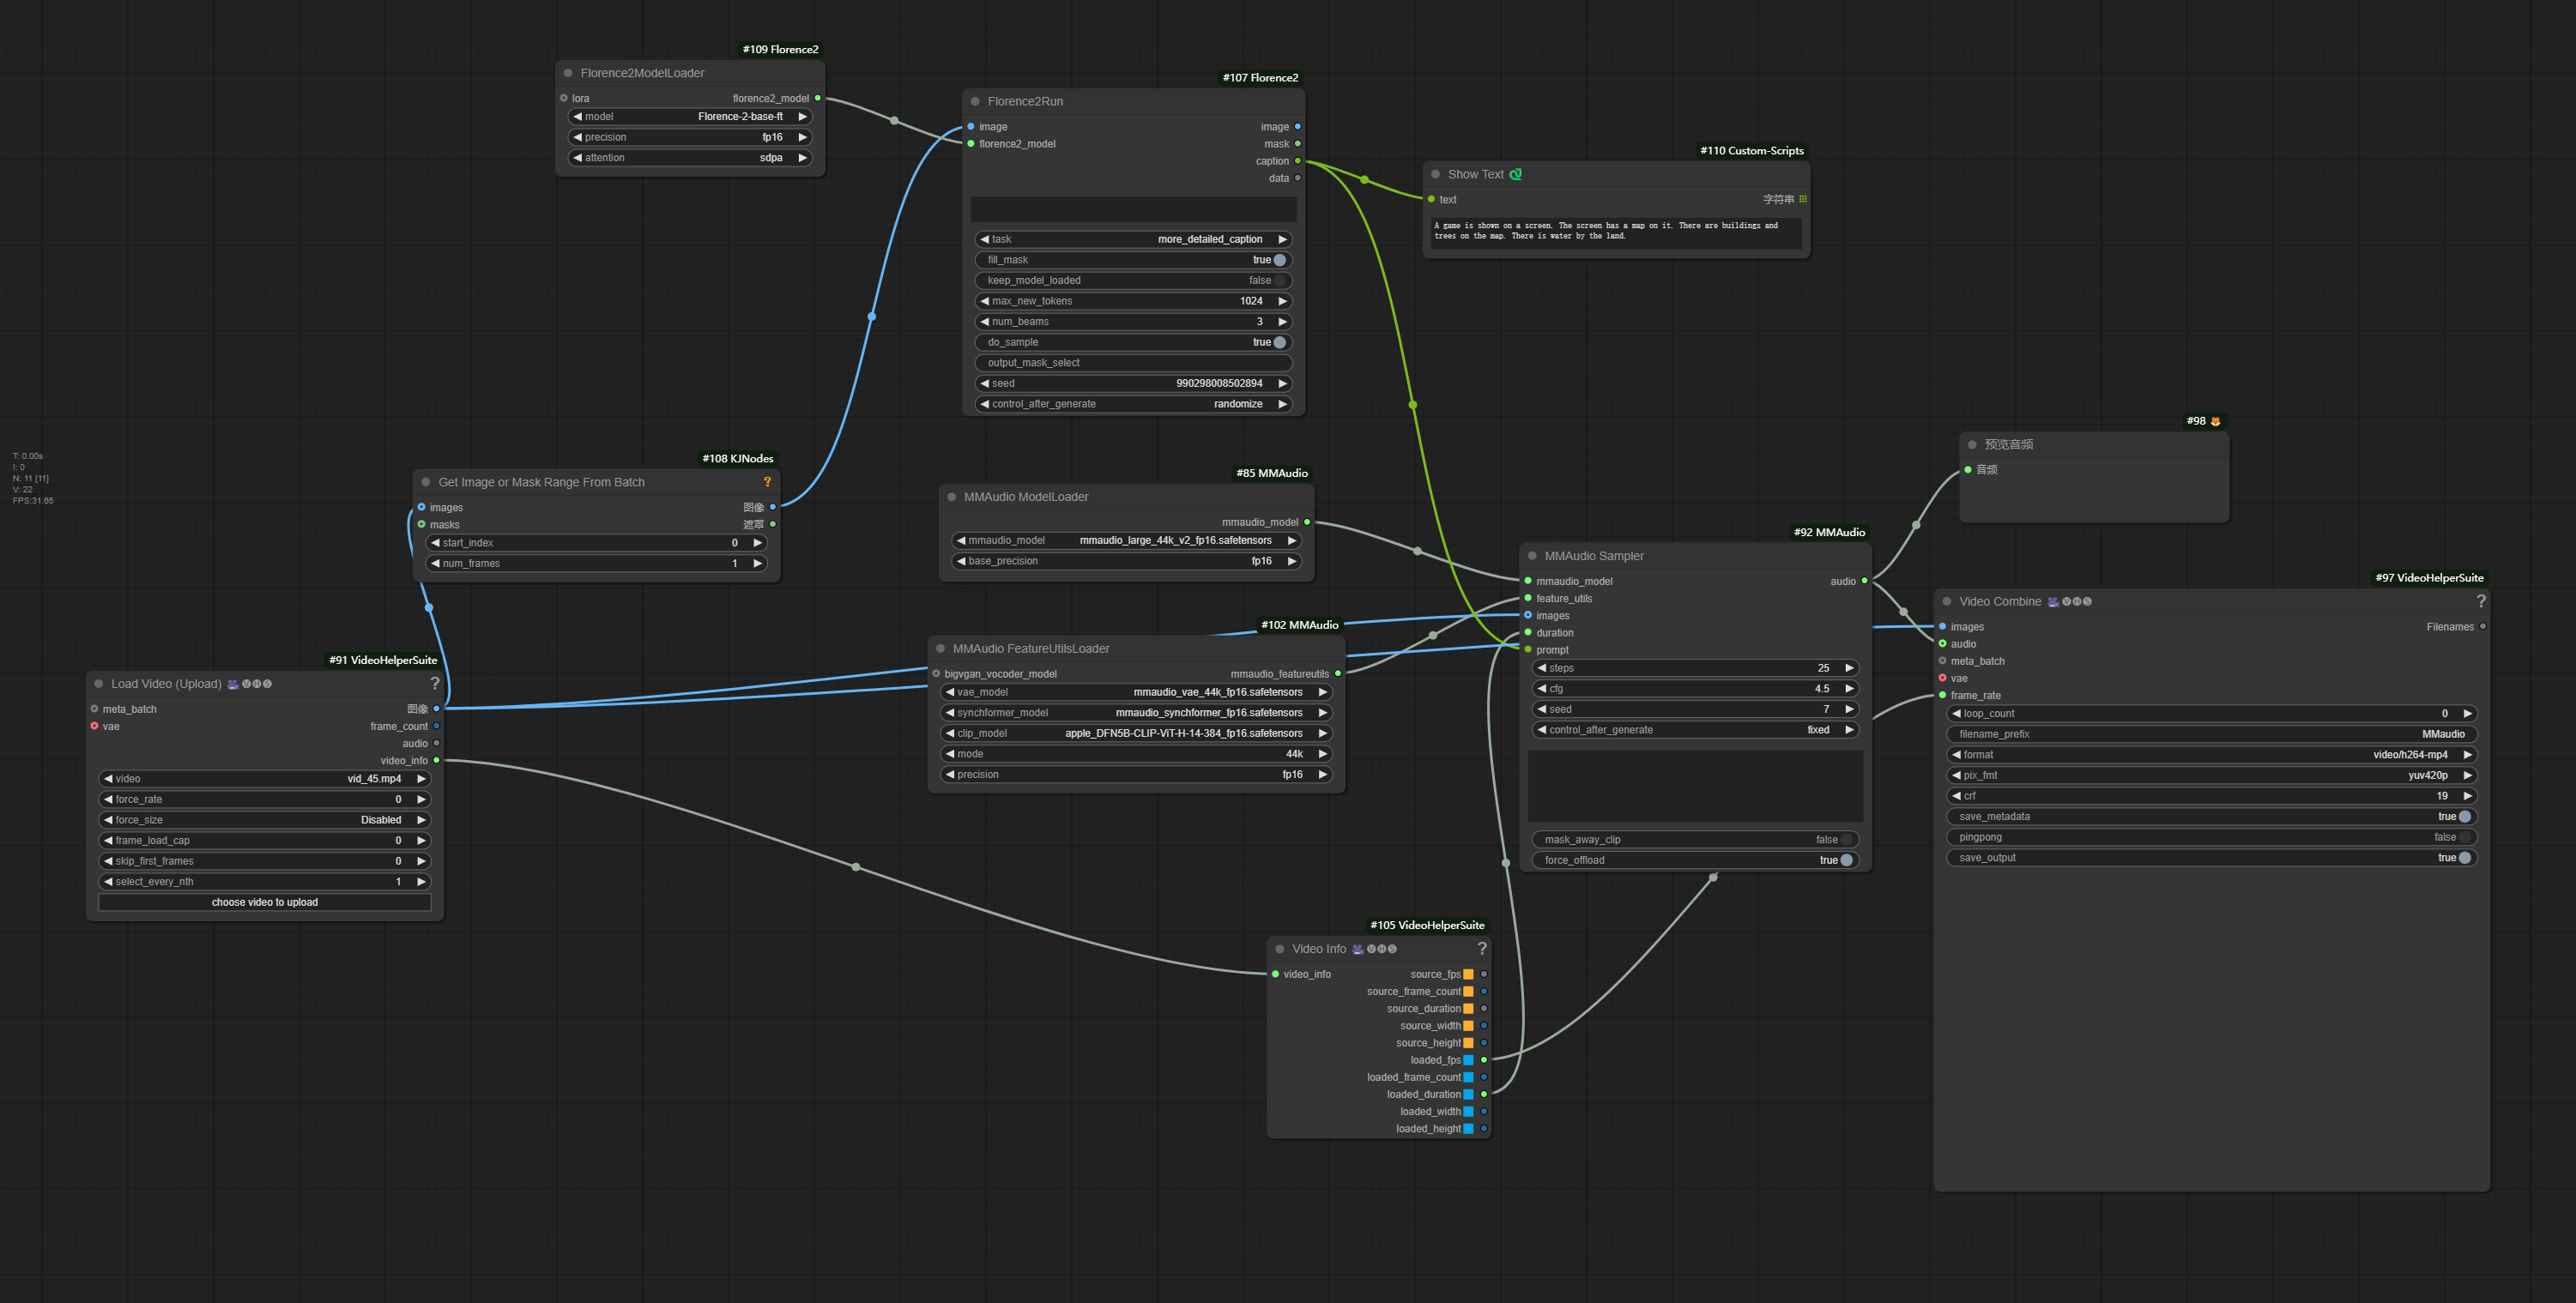 #109 Florence2
Florence2ModelLoader
lora florence2_model
model Florence-2-base-ft
precision fp16
attention sdpa
#107 Florence2
Florence2Run
image image
florence2_model mask
caption
data
task more_detailed_caption
fill_mask true
keep_model_loaded false
max_new_tokens 1024
num_beams 3
do_sample true
output_mask_select
seed 990298008502894
control_after_generate randomize
#110 Custom-Scripts
Show Text
text 字符串
A game is shown on a screen. The screen has a map on it. There are buildings and
trees on the map. There is water by the land.
T: 0.00s
I: 0
N: 11 [11]
V: 22
FPS:31.65
#108 KJNodes
Get Image or Mask Range From Batch ?
images 图像
masks 遮罩
start_index 0
num_frames 1
#85 MMAudio
MMAudio ModelLoader
mmaudio_model
mmaudio_model mmaudio_large_44k_v2_fp16.safetensors
base_precision fp16
#98
预览音频
音频
#91 VideoHelperSuite
Load Video (Upload) VHS ?
meta_batch 图像
vae frame_count
audio
video_info
video vid_45.mp4
force_rate 0
force_size Disabled
frame_load_cap 0
skip_first_frames 0
select_every_nth 1
choose video to upload
#102 MMAudio
MMAudio FeatureUtilsLoader
bigvgan_vocoder_model mmaudio_featureutils
vae_model mmaudio_vae_44k_fp16.safetensors
synchformer_model mmaudio_synchformer_fp16.safetensors
clip_model apple_DFN5B-CLIP-ViT-H-14-384_fp16.safetensors
mode 44k
precision fp16
#92 MMAudio
MMAudio Sampler
mmaudio_model audio
feature_utils
images
duration
prompt
steps 25
cfg 4.5
seed 7
control_after_generate fixed
mask_away_clip false
force_offload true
#97 VideoHelperSuite
Video Combine VHS ?
images Filenames
audio
meta_batch
vae
frame_rate
loop_count 0
filename_prefix MMaudio
format video/h264-mp4
pix_fmt yuv420p
crf 19
save_metadata true
pingpong false
save_output true
#105 VideoHelperSuite
Video Info VHS ?
video_info source_fps
source_frame_count
source_duration
source_width
source_height
loaded_fps
loaded_frame_count
loaded_duration
loaded_width
loaded_height